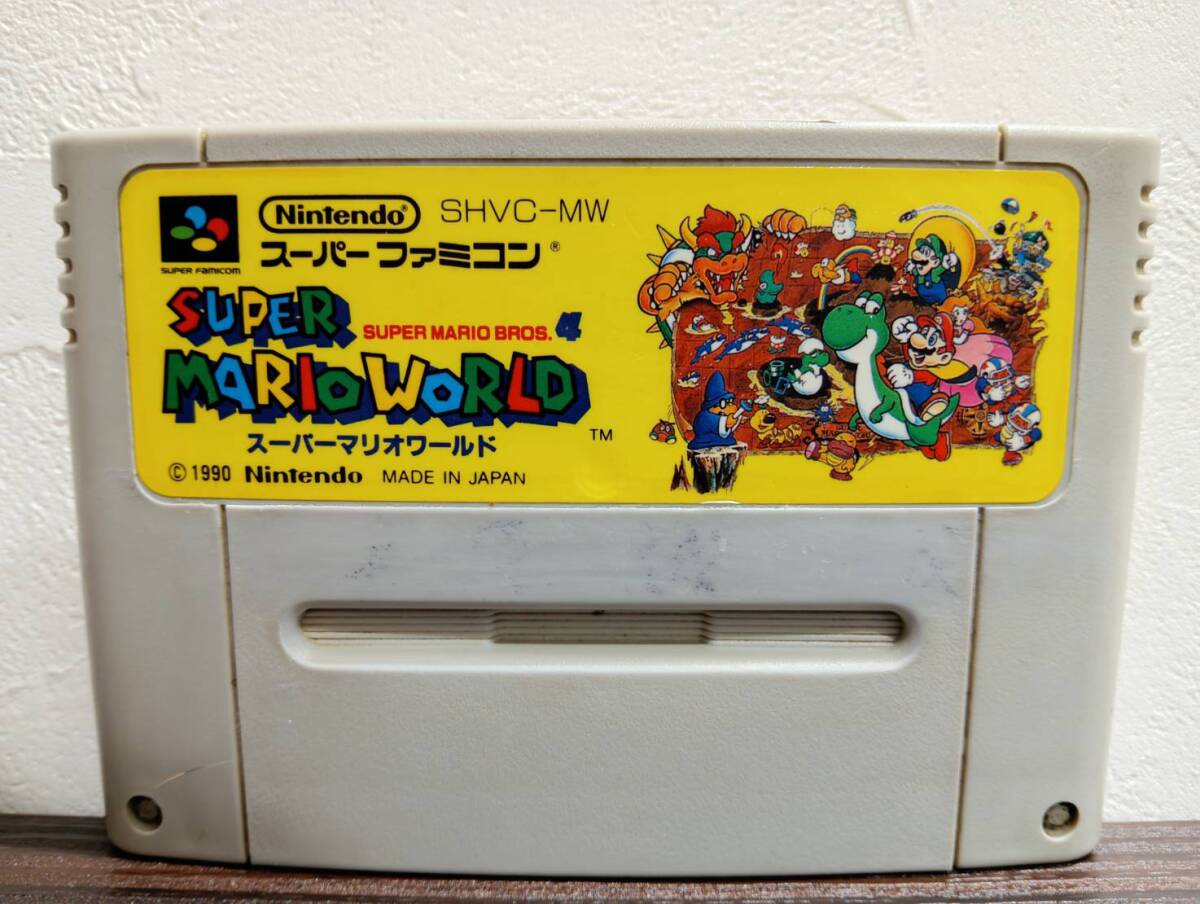 SUPER FAMICOM
Nintendo® SHVC-MW
スーパーファミコン®
SUPER MARIO BROS. 4
SUPER
MARIO WORLD ™
スーパーマリオワールド
© 1990 Nintendo MADE IN JAPAN